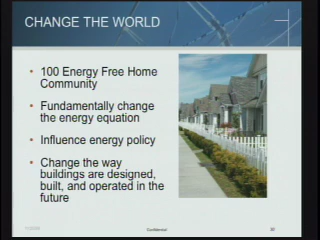 CHANGE THE WORLD
• 100 Energy Free Home
Community
• Fundamentally change
the energy equation
• Influence energy policy
• Change the way
buildings are designed,
built, and operated in the
future
Confidential